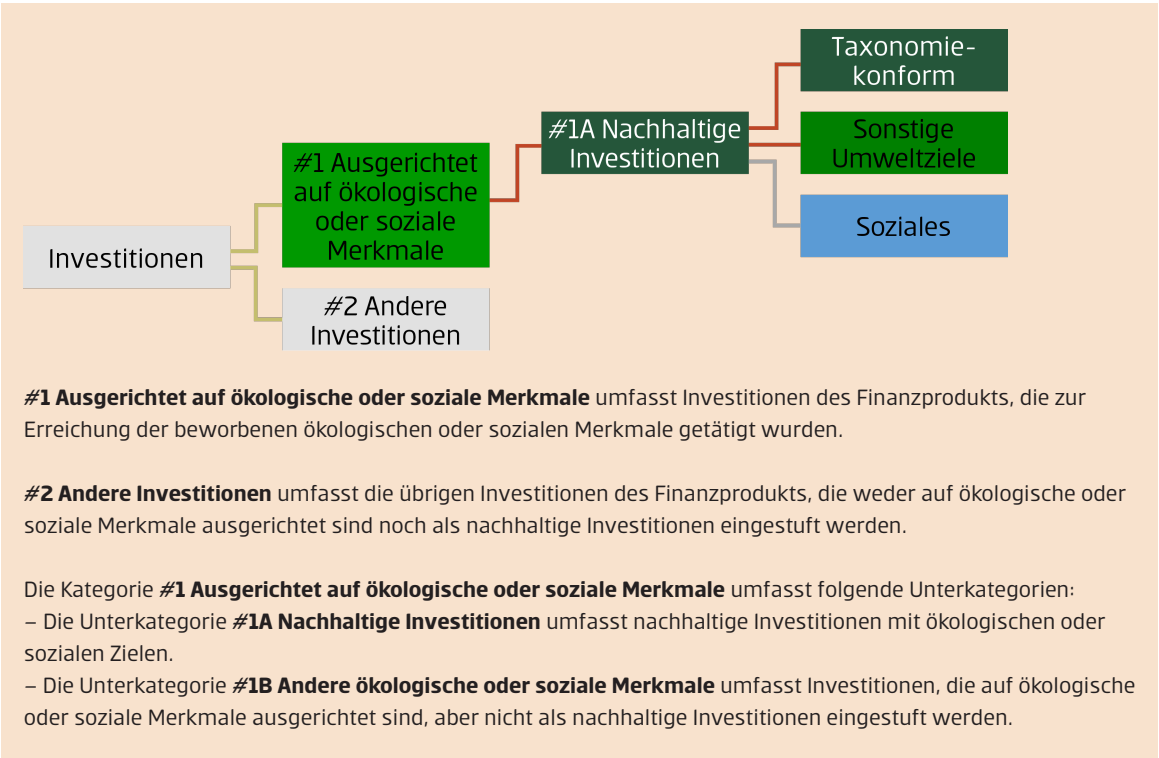 Taxonomie-
konform
#1A Nachhaltige
Investitionen
Sonstige
Umweltziele
#1 Ausgerichtet
auf ökologische
oder soziale
Merkmale
Soziales
Investitionen
#2 Andere
Investitionen
#1 Ausgerichtet auf ökologische oder soziale Merkmale umfasst Investitionen des Finanzprodukts, die zur
Erreichung der beworbenen ökologischen oder sozialen Merkmale getätigt wurden.
#2 Andere Investitionen umfasst die übrigen Investitionen des Finanzprodukts, die weder auf ökologische oder
soziale Merkmale ausgerichtet sind noch als nachhaltige Investitionen eingestuft werden.
Die Kategorie #1 Ausgerichtet auf ökologische oder soziale Merkmale umfasst folgende Unterkategorien:
– Die Unterkategorie #1A Nachhaltige Investitionen umfasst nachhaltige Investitionen mit ökologischen oder
sozialen Zielen.
– Die Unterkategorie #1B Andere ökologische oder soziale Merkmale umfasst Investitionen, die auf ökologische
oder soziale Merkmale ausgerichtet sind, aber nicht als nachhaltige Investitionen eingestuft werden.